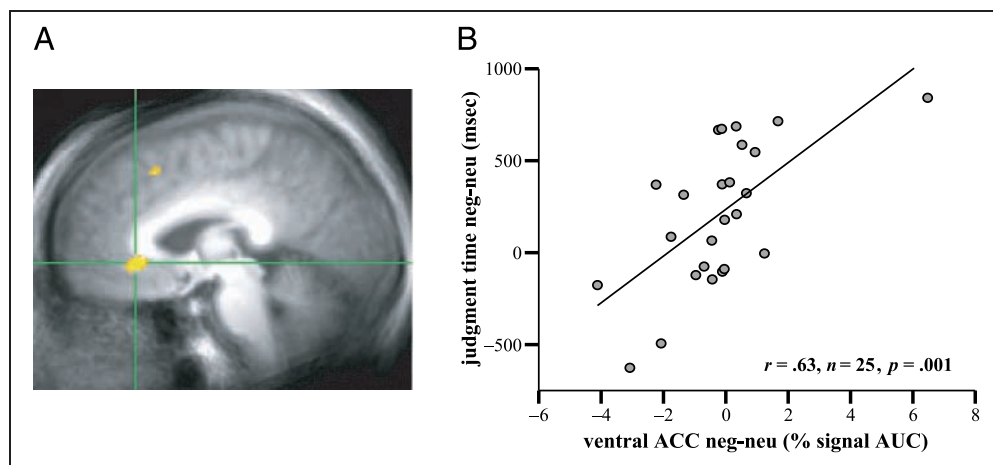 A
B
judgment time neg-neu (msec)
1000
500
0
–500
r = .63, n = 25, p = .001
–6 –4 –2 0 2 4 6 8
ventral ACC neg-neu (% signal AUC)